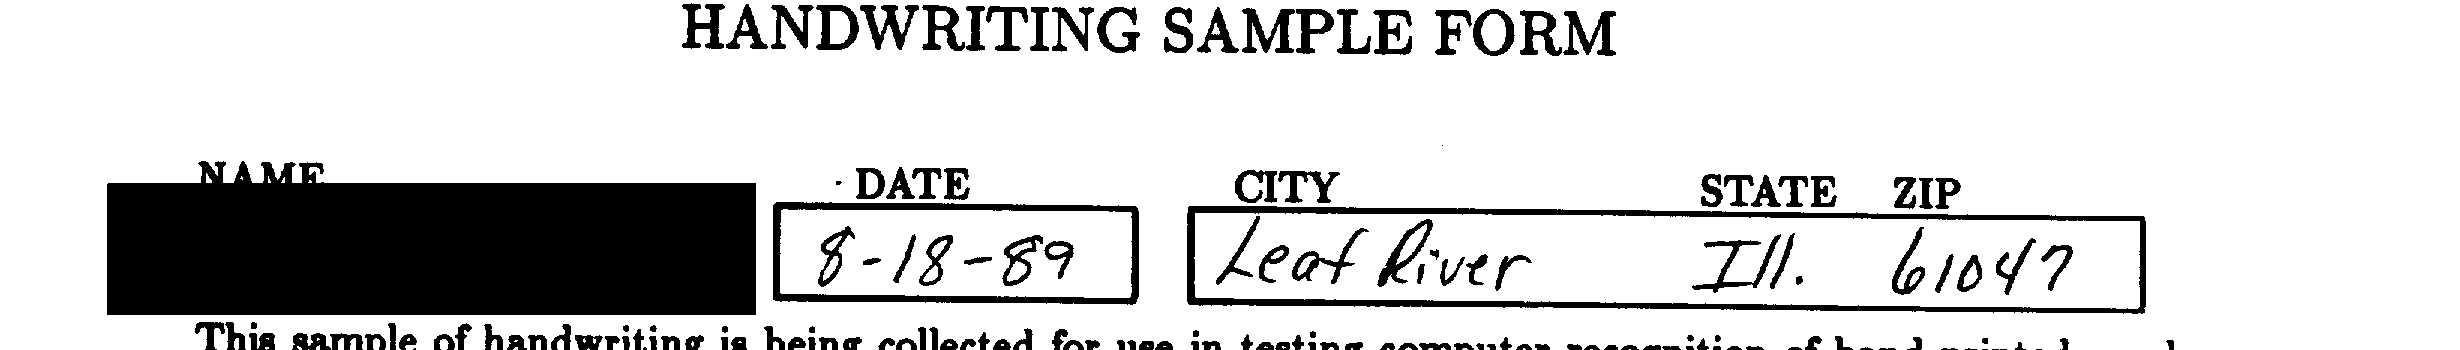 HANDWRITING SAMPLE FORM
NAME DATE CITY STATE ZIP
8-18-89 Leaf River Ill. 61047
This sample of handwriting is being collected for use in testing computer recognition of hand printed